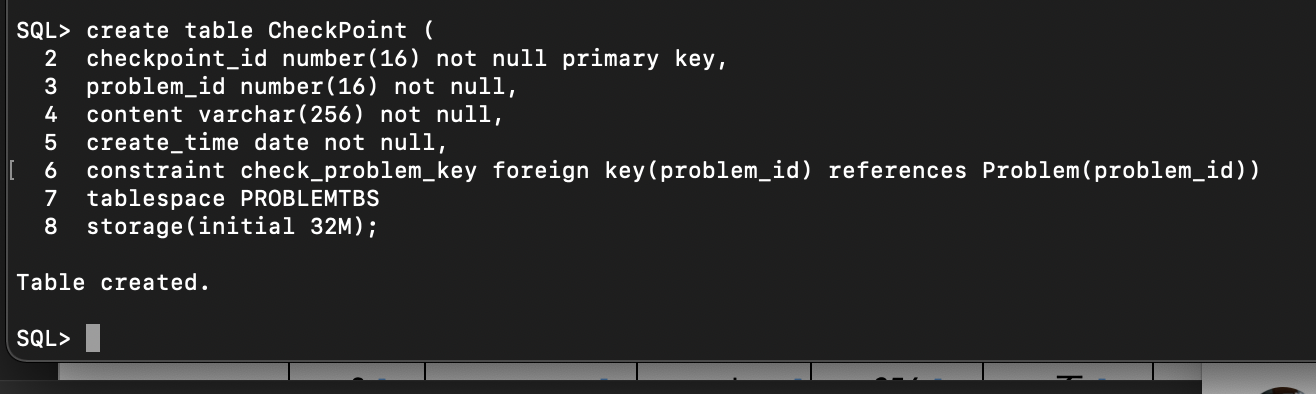 SQL> create table CheckPoint (
2 checkpoint_id number(16) not null primary key,
3 problem_id number(16) not null,
4 content varchar(256) not null,
5 create_time date not null,
[ 6 constraint check_problem_key foreign key(problem_id) references Problem(problem_id))
7 tablespace PROBLEMTBS
8 storage(initial 32M);
Table created.
SQL>